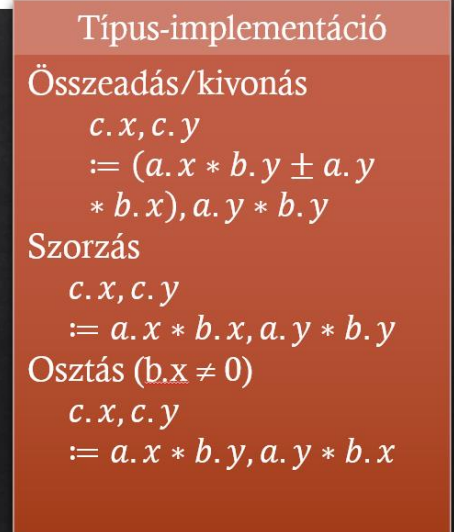 Típus-implementáció
Összeadás/kivonás
c.x, c.y
≔ (a.x ∗ b.y ± a.y
∗ b.x), a.y ∗ b.y
Szorzás
c.x, c.y
≔ a.x ∗ b.x, a.y ∗ b.y
Osztás (b.x ≠ 0)
c.x, c.y
≔ a.x ∗ b.y, a.y ∗ b.x